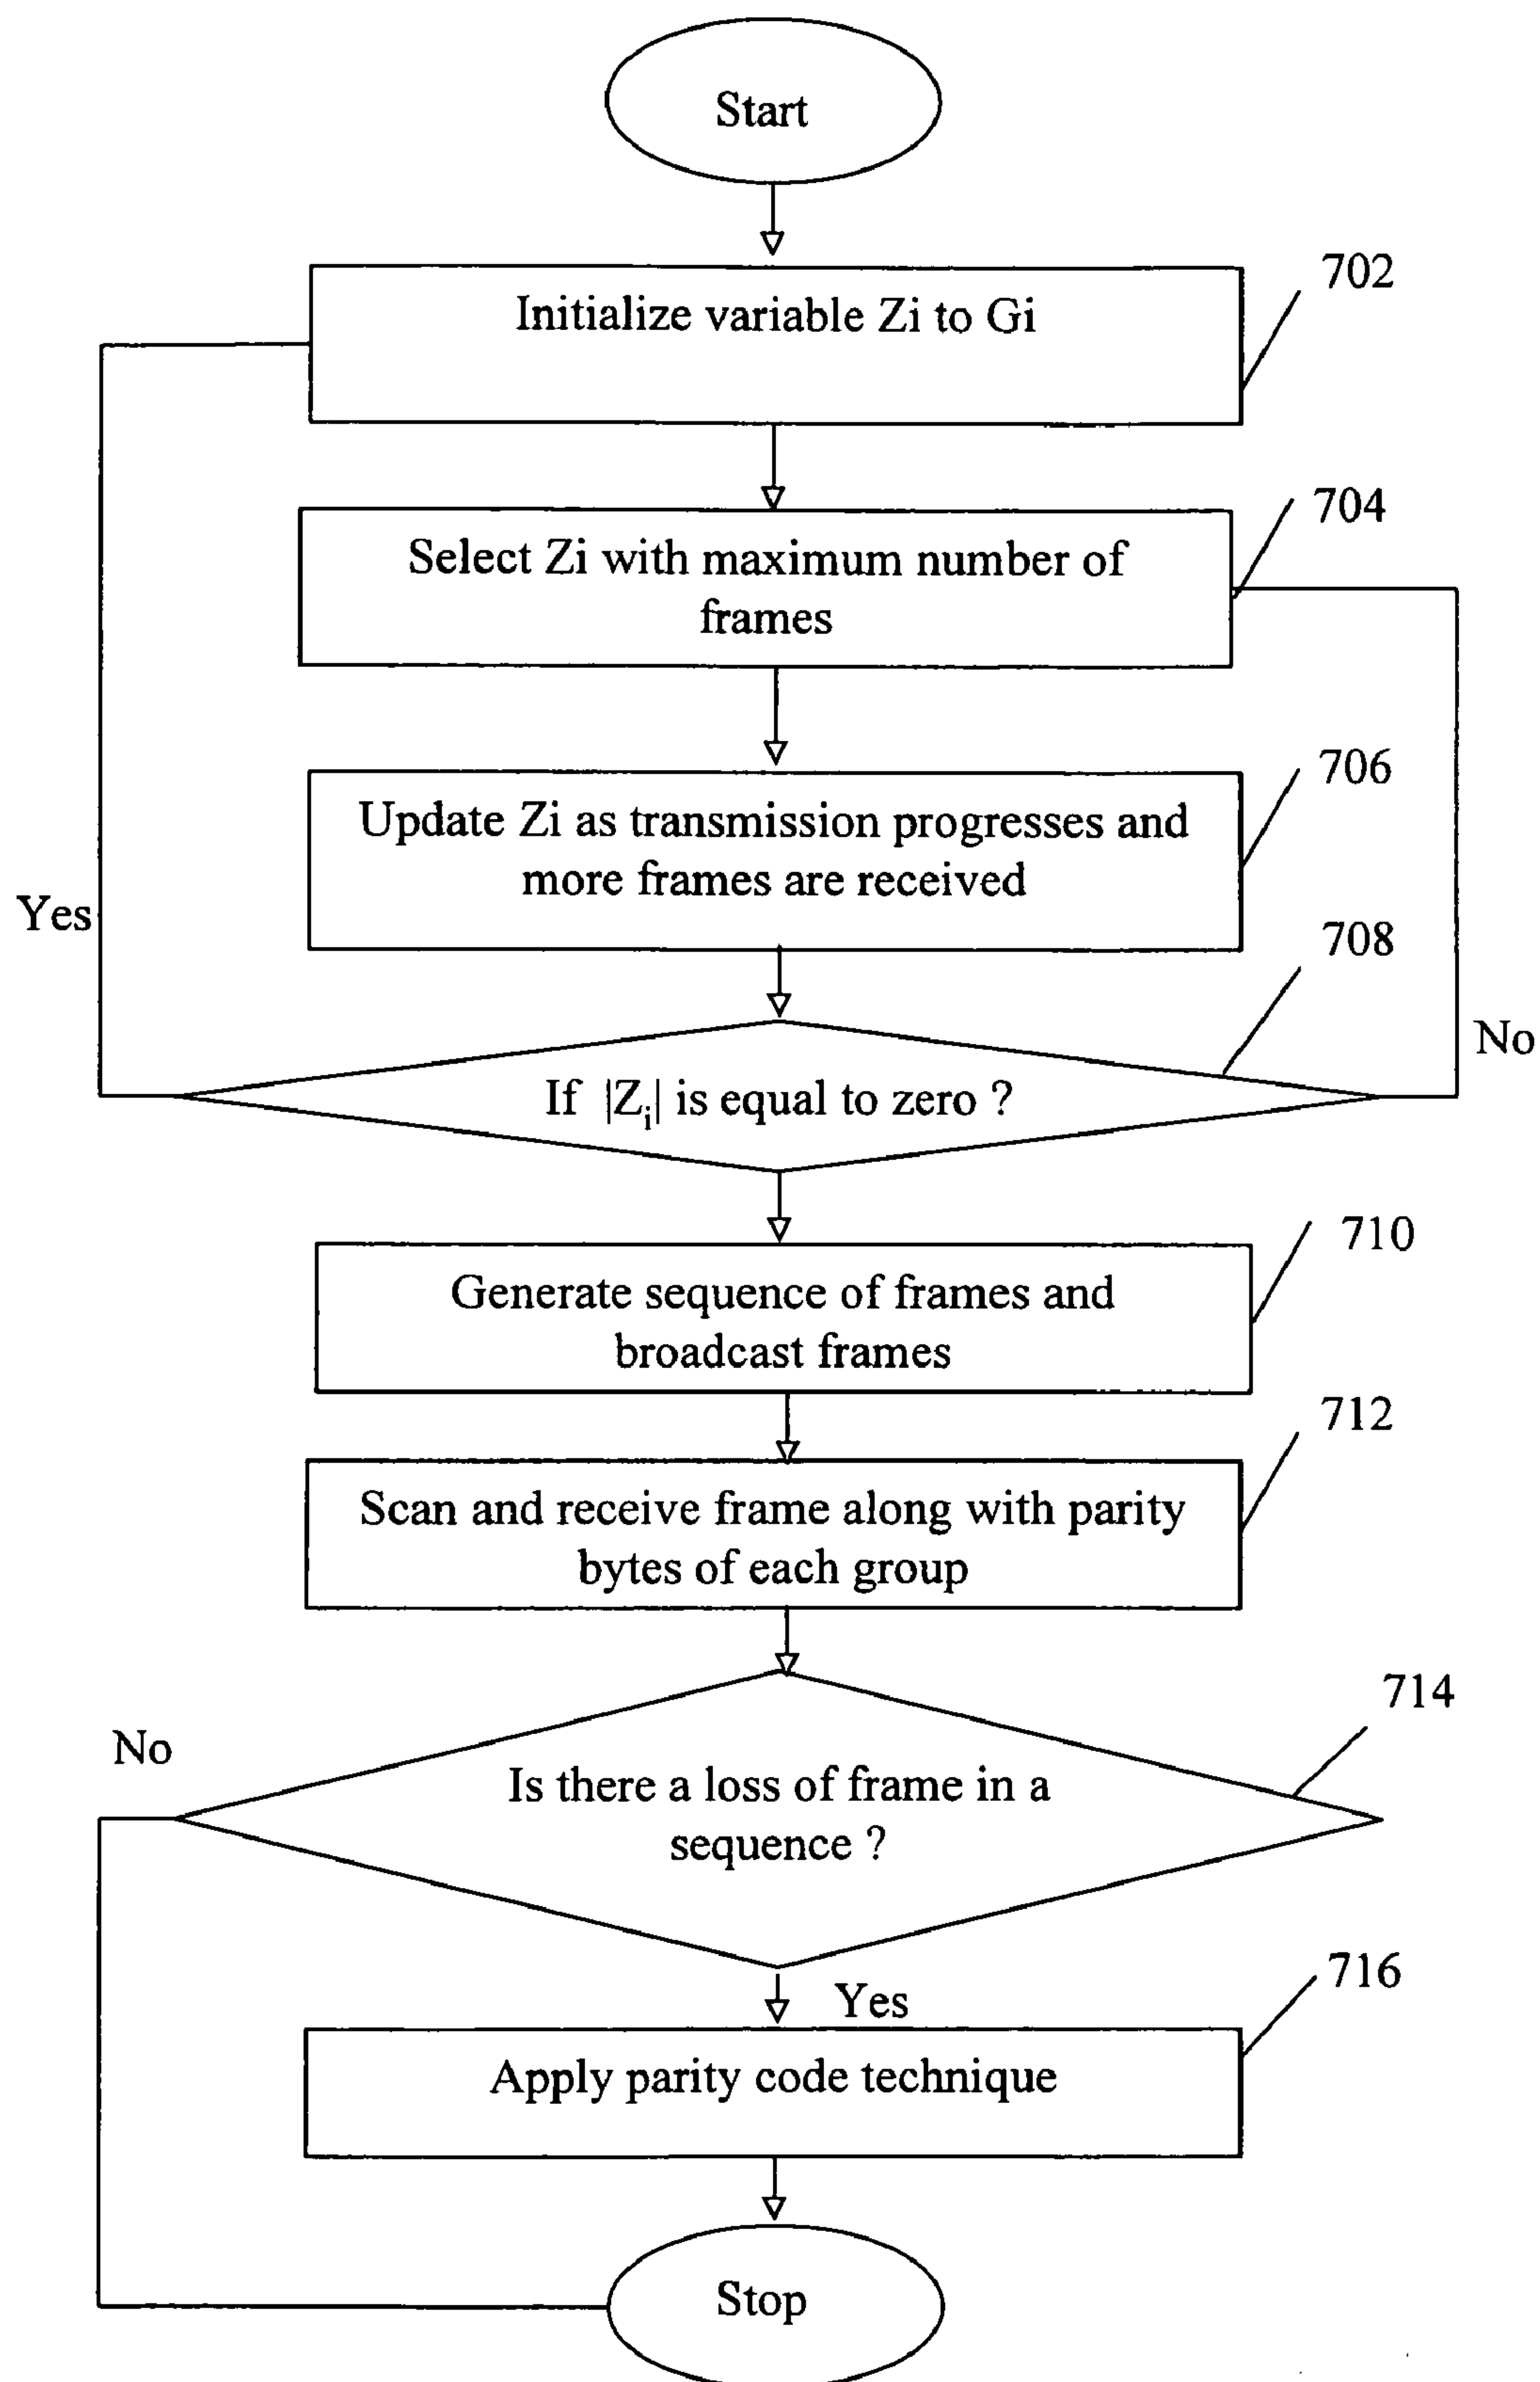 Start
702
Initialize variable Zi to Gi
704
Select Zi with maximum number of
frames
706
Update Zi as transmission progresses and
more frames are received
Yes
708
No
If |Zi| is equal to zero ?
710
Generate sequence of frames and
broadcast frames
712
Scan and receive frame along with parity
bytes of each group
714
No
Is there a loss of frame in a
sequence ?
716
Yes
Apply parity code technique
Stop